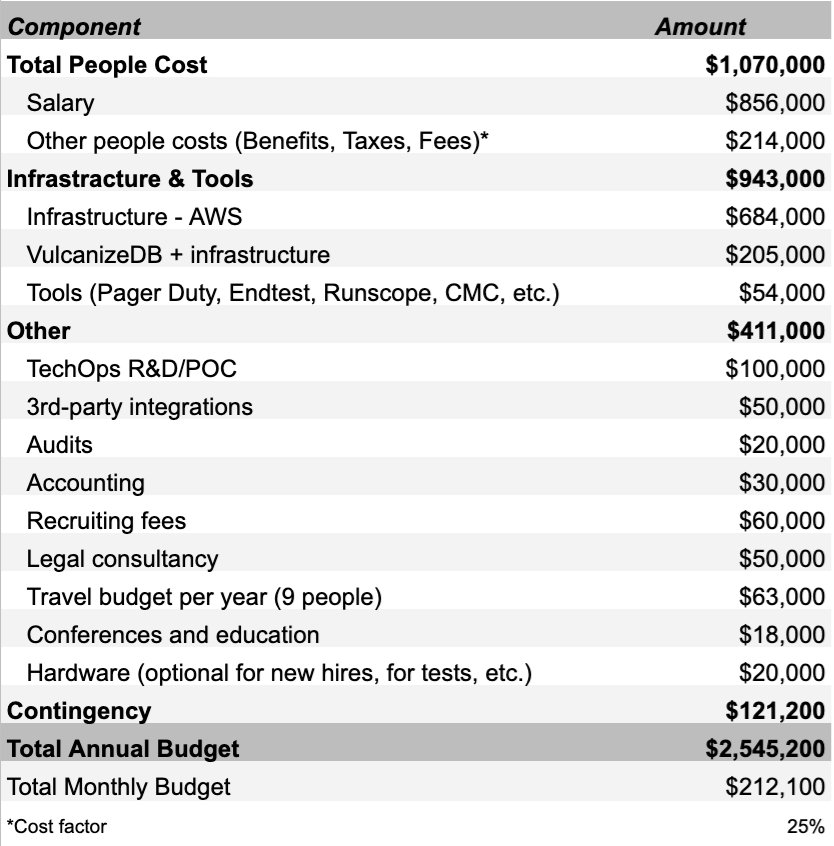 Component Amount
Total People Cost $1,070,000
Salary $856,000
Other people costs (Benefits, Taxes, Fees)* $214,000
Infrastracture & Tools $943,000
Infrastructure - AWS $684,000
VulcanizeDB + infrastructure $205,000
Tools (Pager Duty, Endtest, Runscope, CMC, etc.) $54,000
Other $411,000
TechOps R&D/POC $100,000
3rd-party integrations $50,000
Audits $20,000
Accounting $30,000
Recruiting fees $60,000
Legal consultancy $50,000
Travel budget per year (9 people) $63,000
Conferences and education $18,000
Hardware (optional for new hires, for tests, etc.) $20,000
Contingency $121,200
Total Annual Budget $2,545,200
Total Monthly Budget $212,100
*Cost factor 25%